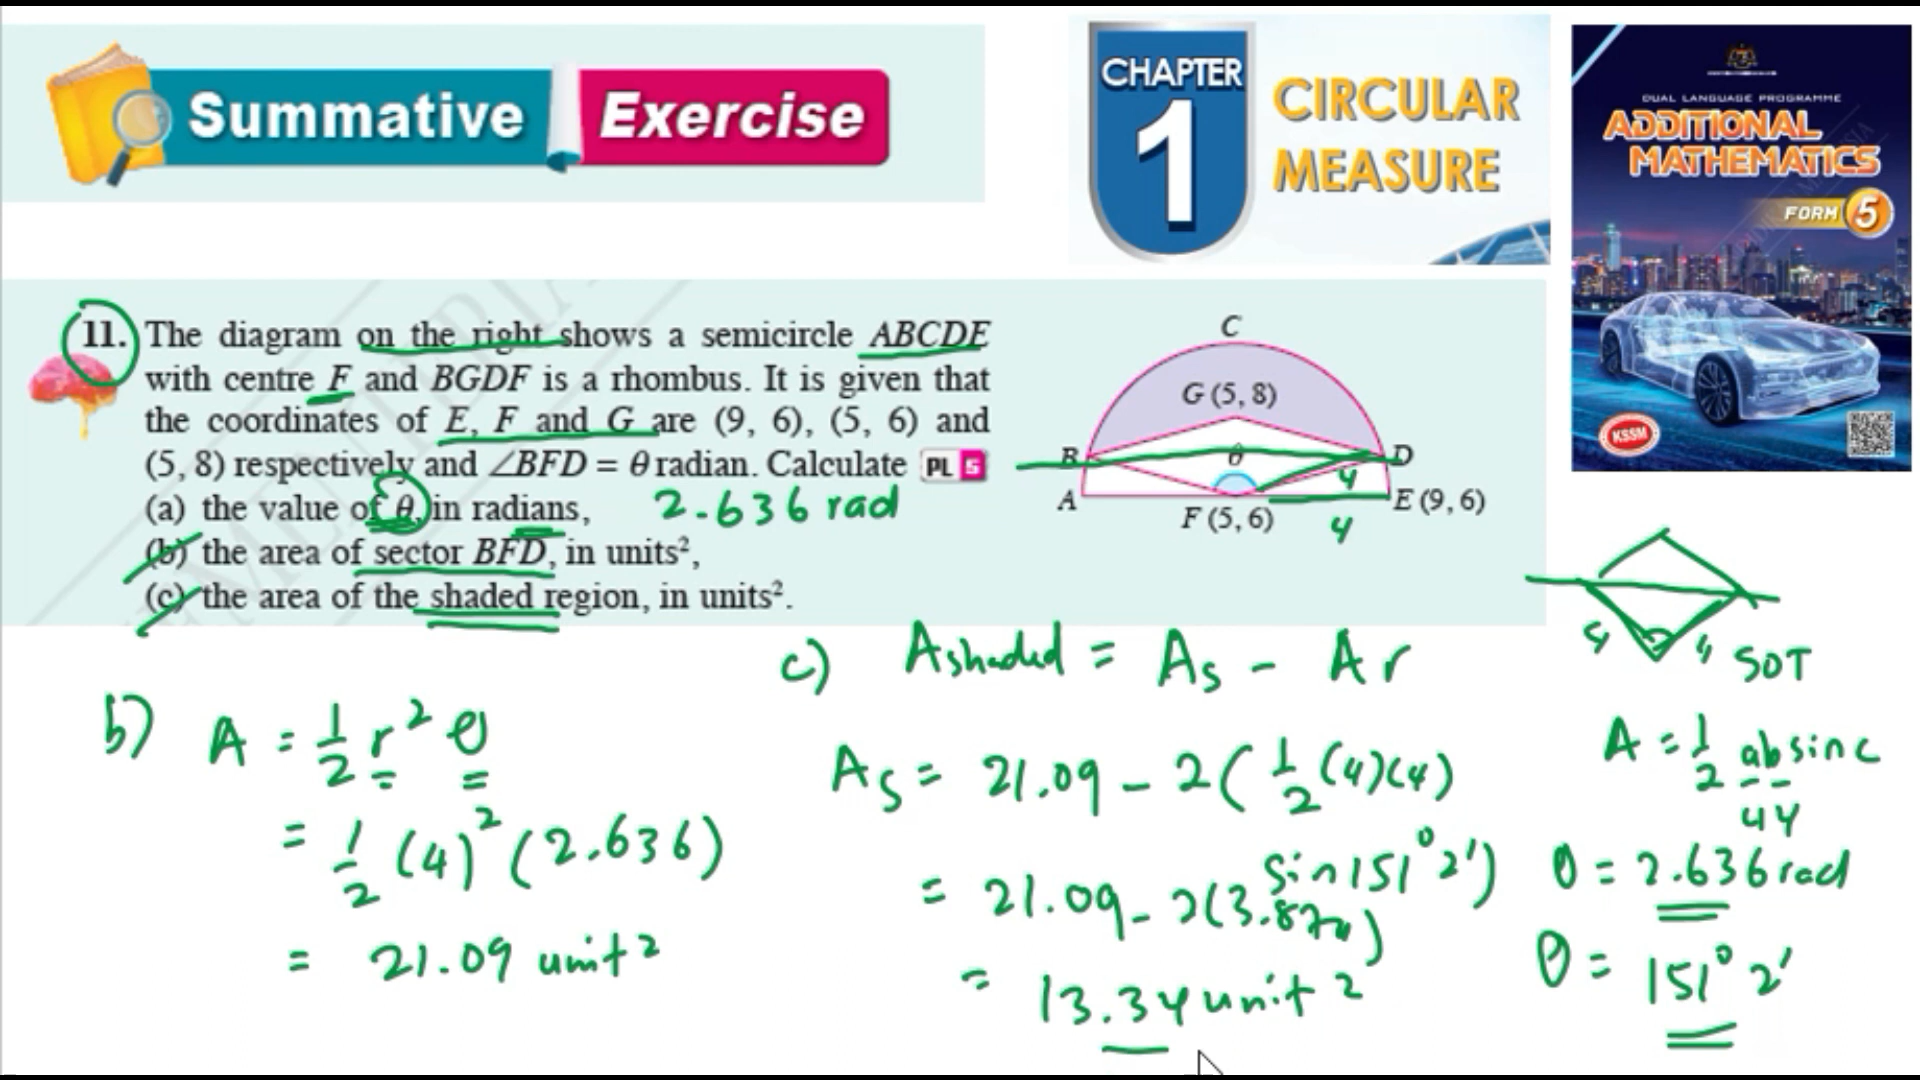 Summative Exercise
CHAPTER
1
CIRCULAR
MEASURE
DUAL LANGUAGE PROGRAMME
ADDITIONAL
MATHEMATICS
FORM 5
KSSM
11. The diagram on the right shows a semicircle ABCDE
with centre F and BGDF is a rhombus. It is given that
the coordinates of E, F and G are (9, 6), (5, 6) and
(5, 8) respectively and ∠BFD = θ radian. Calculate PL 5
(a) the value of θ, in radians, 2.636 rad
(b) the area of sector BFD, in units²,
(c) the area of the shaded region, in units².
C
G (5, 8)
B
θ
D
4
A
E (9, 6)
F (5, 6)
4
4
4
SOT
b) A = 1/2 r² θ
= 1/2 (4)² (2.636)
= 21.09 unit²
c) Ashaded = As - Ar
As = 21.09 - 2(1/2 (4)(4)
sin 151° 2')
= 21.09 - 2(3.874)
= 13.34 unit²
A = 1/2 ab sin c
4 4
θ = 2.636 rad
θ = 151° 2'